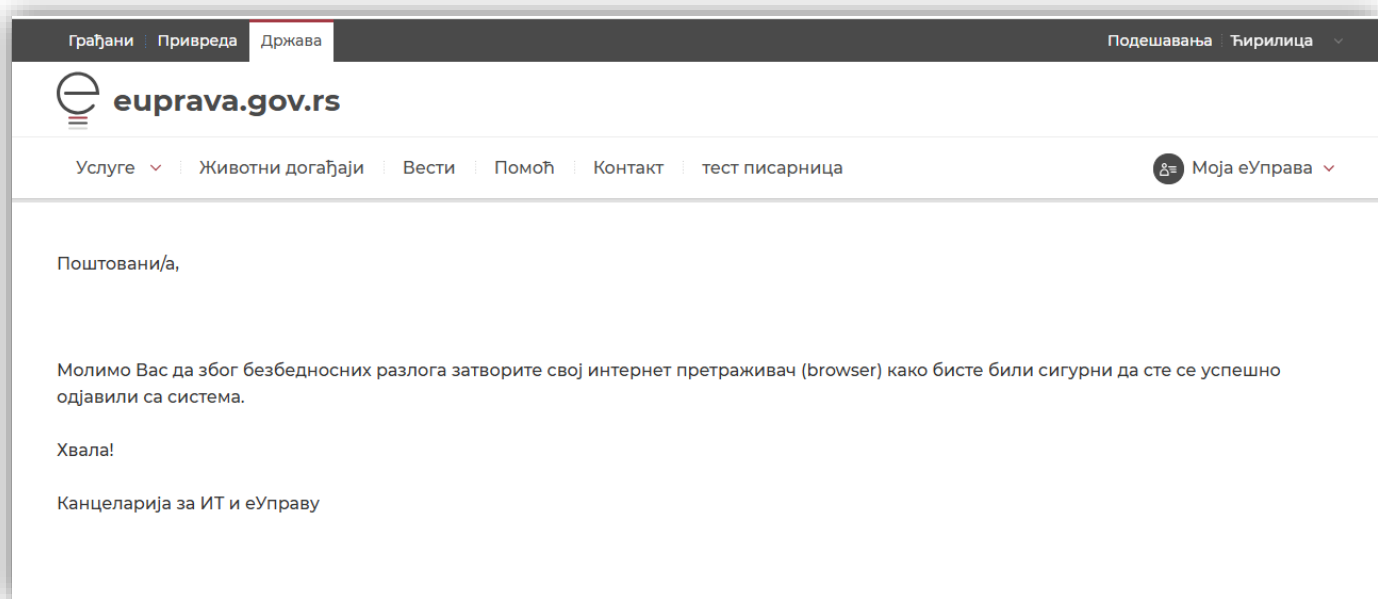 Грађани Привреда Држава Подешавања Ћирилица
euprava.gov.rs
Услуге Животни догађаји Вести Помоћ Контакт тест писарница Моја еУправа
Поштовани/а,
Молимо Вас да због безбедносних разлога затворите свој интернет претраживач (browser) како бисте били сигурни да сте се успешно
одјавили са система.
Хвала!
Канцеларија за ИТ и еУправу